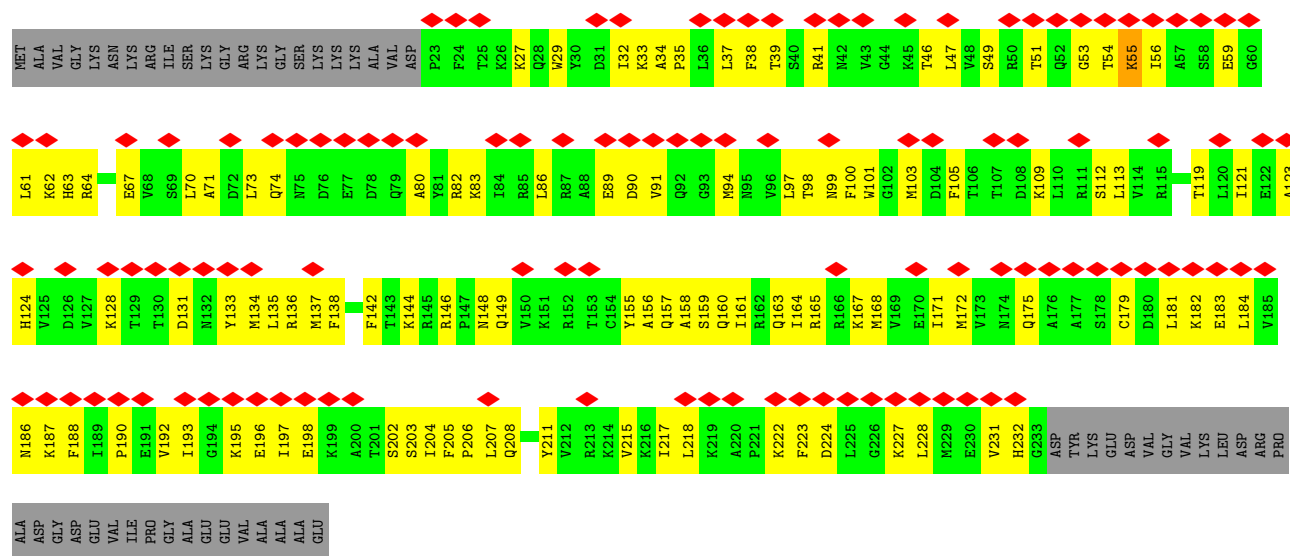 MET ALA VAL GLY LYS ASN LYS ARG ILE SER LYS GLY ARG LYS GLY SER LYS LYS LYS ALA VAL ASP P23 F24 T25 K26 K27 Q28 W29 Y30 D31 I32 K33 A34 P35 L36 L37 F38 T39 S40 R41 N42 V43 G44 K45 T46 L47 V48 S49 R50 T51 Q52 G53 T54 K55 I56 A57 S58 E59 G60
L61 K62 H63 R64 E67 V68 S69 L70 A71 D72 L73 Q74 N75 D76 E77 D78 Q79 A80 Y81 R82 K83 I84 R85 L86 R87 A88 E89 D90 V91 Q92 G93 M94 N95 V96 L97 T98 N99 F100 W101 G102 M103 D104 F105 T106 T107 D108 K109 L110 R111 S112 L113 V114 R115 T119 L120 I121 E122 A123
H124 V125 D126 V127 K128 T129 T130 D131 N132 Y133 M134 L135 R136 M137 F138 F142 T143 K144 R145 R146 P147 N148 Q149 V150 K151 R152 T153 C154 Y155 A156 Q157 A158 S159 Q160 I161 R162 Q163 I164 R165 R166 K167 M168 V169 E170 I171 M172 V173 N174 Q175 A176 A177 S178 C179 D180 L181 K182 E183 L184 V185
N186 K187 F188 I189 P190 E191 V192 I193 G194 K195 E196 I197 E198 K199 A200 T201 S202 S203 I204 F205 P206 L207 Q208 Y211 V212 R213 K214 V215 K216 I217 L218 K219 A220 P221 K222 F223 D224 L225 G226 K227 L228 M229 E230 V231 H232 G233 ASP TYR LYS GLU ASP VAL GLY VAL LYS LEU ASP ARG PRO
ALA ASP GLY ASP GLU VAL ILE PRO GLY ALA GLU GLU VAL ALA ALA ALA GLU